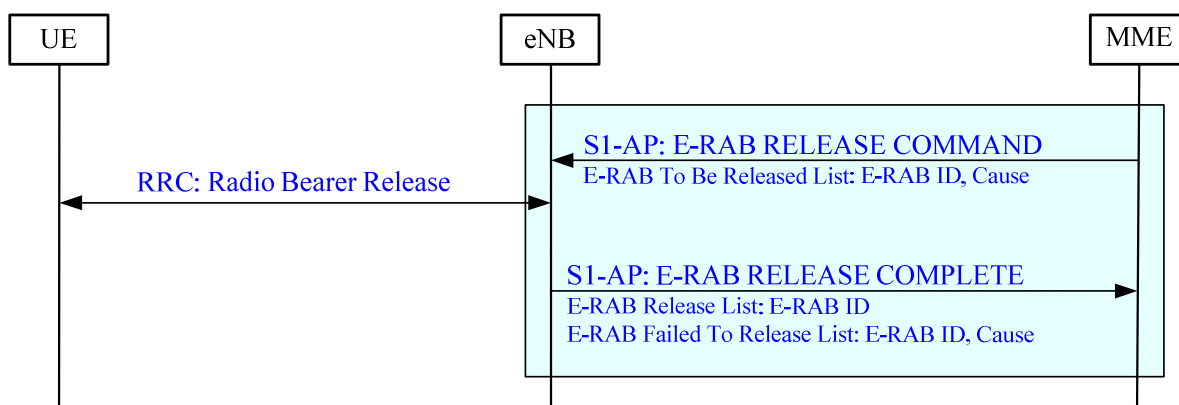 UE
eNB
MME
S1-AP: E-RAB RELEASE COMMAND
E-RAB To Be Released List: E-RAB ID, Cause
RRC: Radio Bearer Release
S1-AP: E-RAB RELEASE COMPLETE
E-RAB Release List: E-RAB ID
E-RAB Failed To Release List: E-RAB ID, Cause